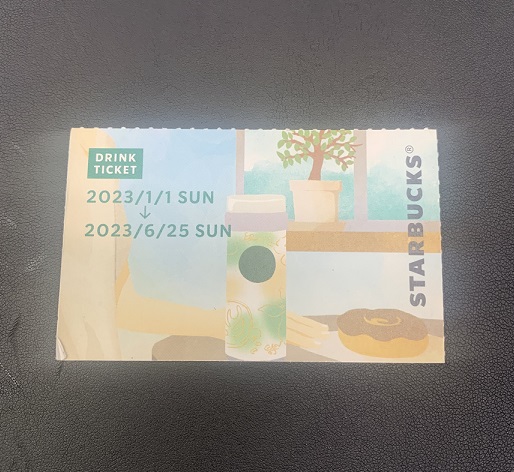 DRINK
TICKET
2023/1/1 SUN
↓
2023/6/25 SUN
STARBUCKS®